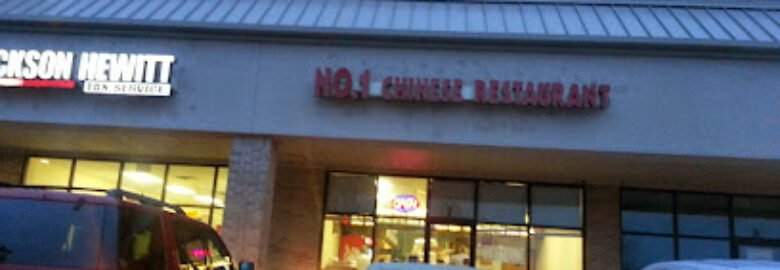 CKSON HEWITT
TAX SERVICE
NO.1 CHINESE RESTAURANT
OPEN